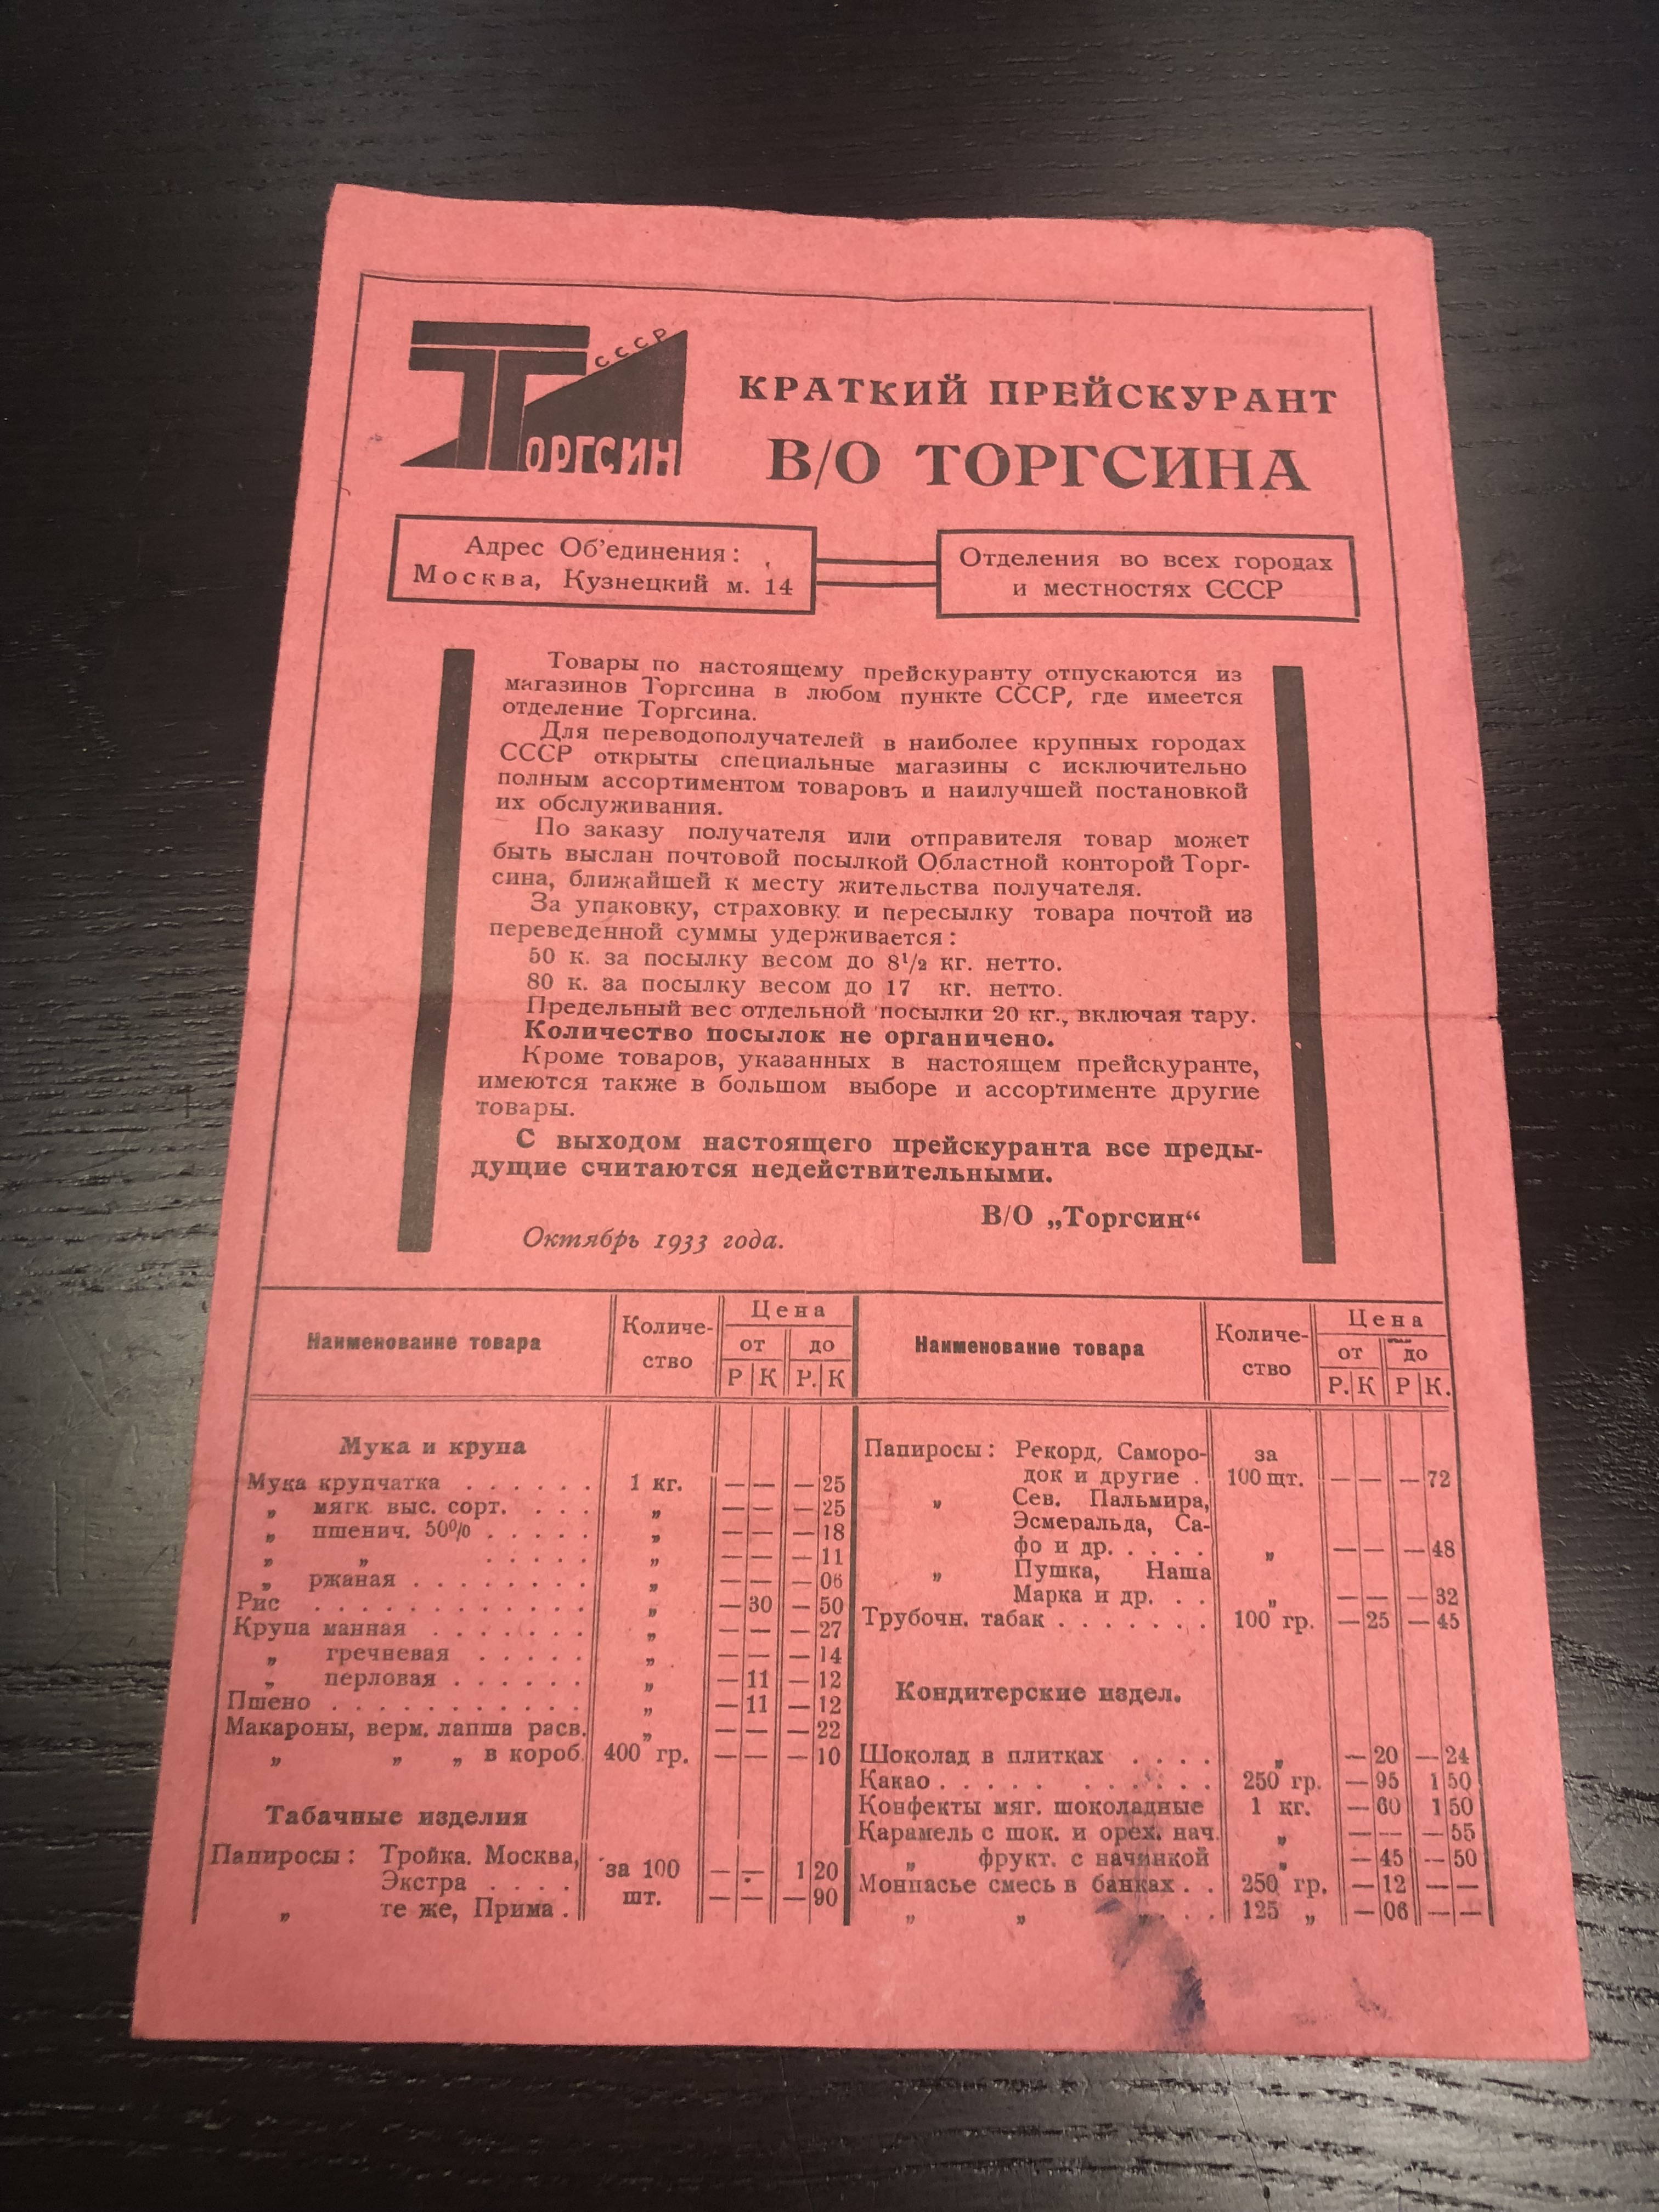 СССР
ТОРГСИН
КРАТКИЙ ПРЕЙСКУРАНТ
В/О ТОРГСИНА
Адрес Об’единения:
Москва, Кузнецкий м. 14
Отделения во всех городах
и местностях СССР
Товары по настоящему прейскуранту отпускаются из
магазинов Торгсина в любом пункте СССР, где имеется
отделение Торгсина.
Для переводополучателей в наиболее крупных городах
СССР открыты специальные магазины с исключительно
полным ассортиментом товаровъ и наилучшей постановкой
их обслуживания.
По заказу получателя или отправителя товар может
быть выслан почтовой посылкой Областной конторой Торг-
сина, ближайшей к месту жительства получателя.
За упаковку, страховку и пересылку товара почтой из
переведенной суммы удерживается:
50 к. за посылку весом до 8¹/₂ кг. нетто.
80 к. за посылку весом до 17 кг. нетто.
Предельный вес отдельной посылки 20 кг., включая тару.
Количество посылок не органичено.
Кроме товаров, указанных в настоящем прейскуранте,
имеются также в большом выборе и ассортименте другие
товары.
С выходом настоящего прейскуранта все преды-
дущие считаются недействительными.
В/О „Торгсин“
Октябрь 1933 года.
Наименование товара Количе- ство Цена от до Р К Р. К
Мука и крупа
Мука крупчатка . . . . . . 1 кг. — — — 25
„ мягк. выс. сорт. . . . „ — — — 25
„ пшенич. 50% . . . . . „ — — — 18
„ „ . . . . . „ — — — 11
„ ржаная . . . . . . . . „ — — — 06
Рис . . . . . . . . . . . . „ — 30 — 50
Крупа манная . . . . . . . „ — — — 27
„ гречневая . . . . . „ — — — 14
„ перловая . . . . . . „ — 11 — 12
Пшено . . . . . . . . . . . „ — 11 — 12
Макароны, верм. лапша расв. „ — — — 22
„ „ „ в короб. 400 гр. — — — 10
Табачные изделия
Папиросы: Тройка. Москва,
Экстра . . . . за 100 — — 1 20
„ те же, Прима . шт. — — — 90
Наименование товара Количе- ство Цена от до Р. К Р К.
Папиросы: Рекорд, Саморо- за
док и другие . 100 шт. — — — 72
„ Сев. Пальмира,
Эсмеральда, Са-
фо и др. . . . . „ — — — 48
„ Пушка, Наша
Марка и др. . . „ — — — 32
Трубочн. табак . . . . . . . 100 гр. — 25 — 45
Кондитерские издел.
Шоколад в плитках . . . . „ — 20 — 24
Какао . . . . . . . . . . . 250 гр. — 95 1 50
Конфекты мяг. шоколадные 1 кг. — 60 1 50
Карамель с шок. и орех. нач. „ — — — 55
„ фрукт. с начинкой „ — 45 — 50
Монпасье смесь в банках . . 250 гр. — 12 — —
„ „ „ . . . 125 „ — 06 — —